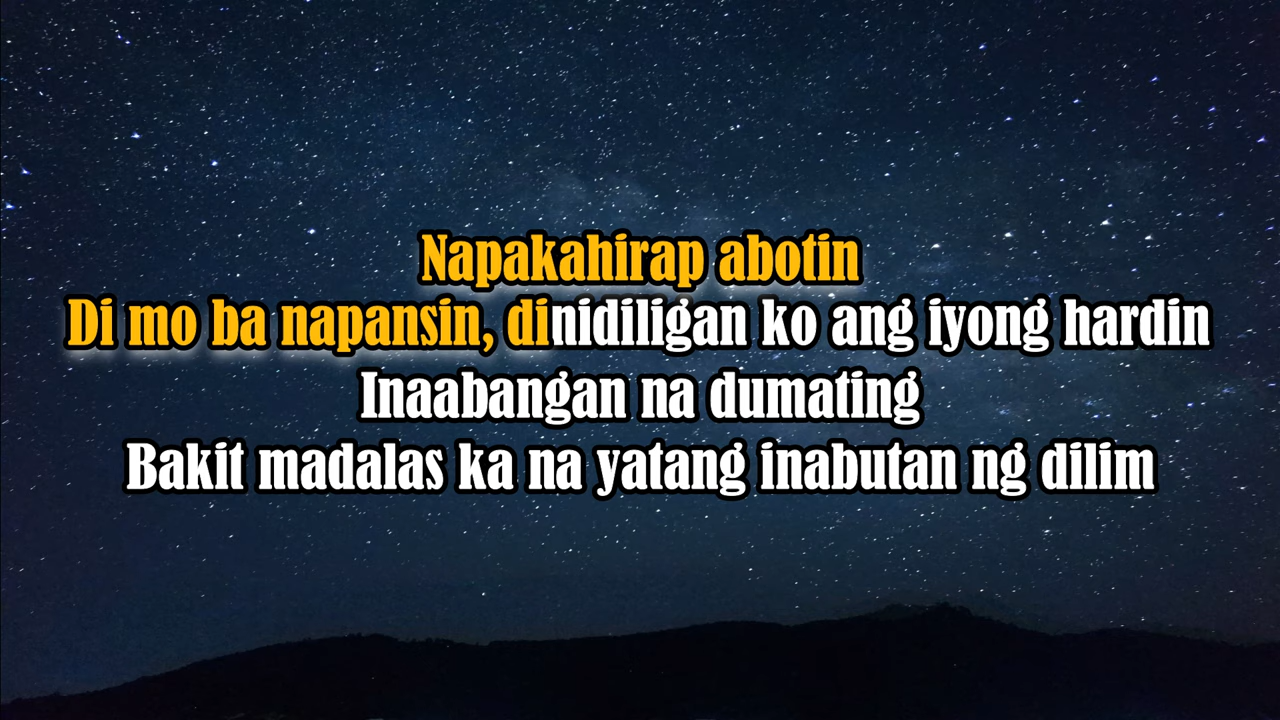 Napakahirap abotin
Di mo ba napansin, dinidiligan ko ang iyong hardin
Inaabangan na dumating
Bakit madalas ka na yatang inabutan ng dilim